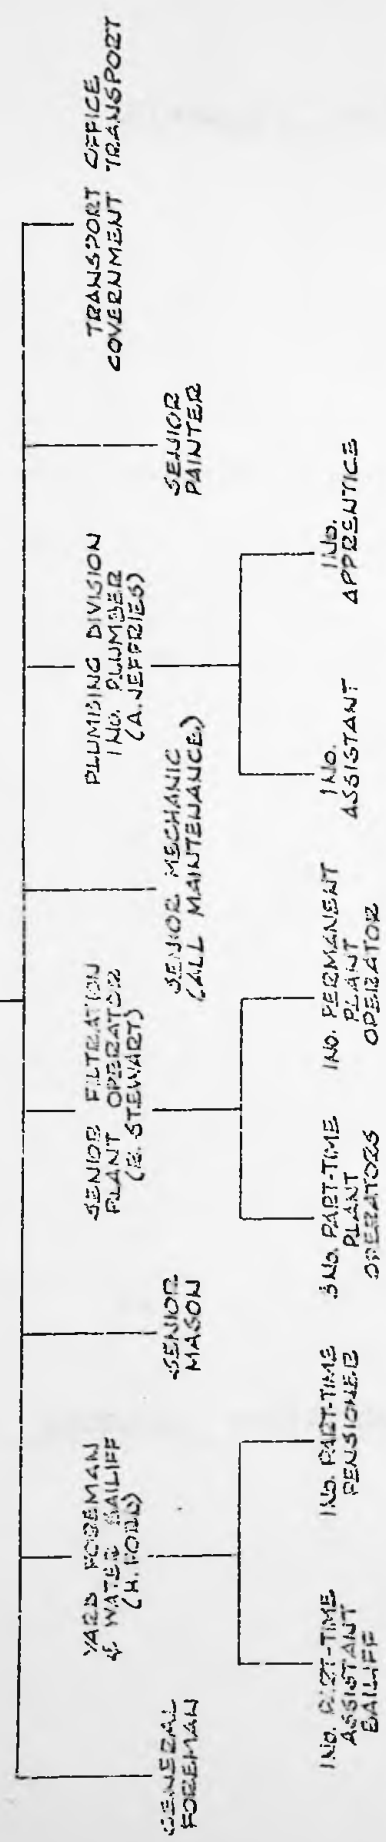 GENERAL
FOREMAN
YARD FOREMAN
& WATER BAILIFF
(H. FORD)
SENIOR
MASON
SENIOR FILTRATION
PLANT OPERATOR
(E. STEWART)
SENIOR MECHANIC
(ALL MAINTENANCE)
PLUMBING DIVISION
1 NO. PLUMBER
(A. JEFFRIES)
SENIOR
PAINTER
TRANSPORT OFFICE
GOVERNMENT TRANSPORT
1 NO. PART-TIME
ASSISTANT
BAILIFF
1 NO. PART-TIME
PENSIONER
3 NO. PART-TIME
PLANT
OPERATORS
1 NO. PERMANENT
PLANT
OPERATOR
1 NO.
ASSISTANT
1 NO.
APPRENTICE